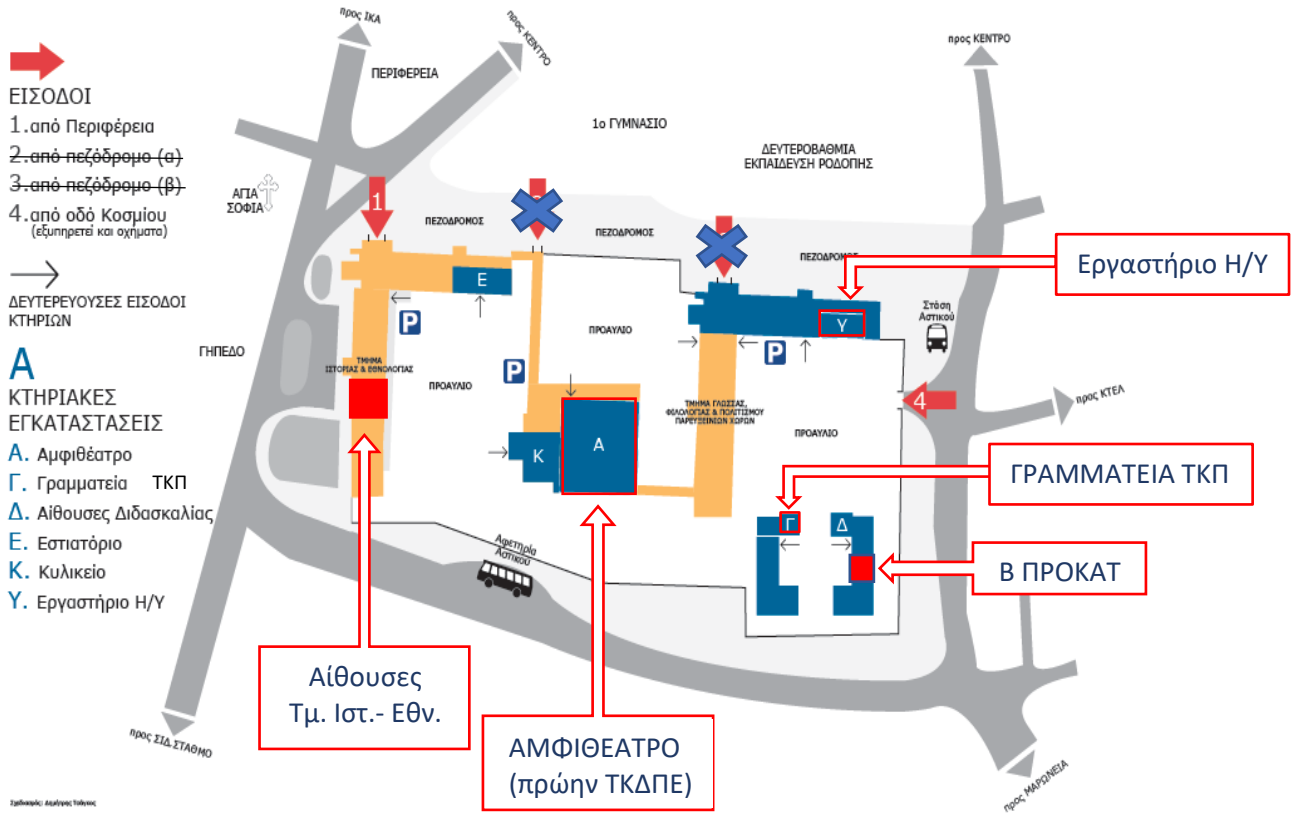 προς ΙΚΑ
προς ΚΕΝΤΡΟ
προς ΚΕΝΤΡΟ
ΠΕΡΙΦΕΡΕΙΑ
1ο ΓΥΜΝΑΣΙΟ
ΔΕΥΤΕΡΟΒΑΘΜΙΑ
ΕΚΠΑΙΔΕΥΣΗ ΡΟΔΟΠΗΣ
ΕΙΣΟΔΟΙ
1.από Περιφέρεια
2.από πεζόδρομο (α)
3.από πεζόδρομο (β)
4.από οδό Κοσμίου
(εξυπηρετεί και οχήματα)
ΔΕΥΤΕΡΕΥΟΥΣΕΣ ΕΙΣΟΔΟΙ
ΚΤΗΡΙΩΝ
Α
ΚΤΗΡΙΑΚΕΣ
ΕΓΚΑΤΑΣΤΑΣΕΙΣ
Α. Αμφιθέατρο
Γ. Γραμματεία ΤΚΠ
Δ. Αίθουσες Διδασκαλίας
Ε. Εστιατόριο
Κ. Κυλικείο
Υ. Εργαστήριο Η/Υ
ΑΓΙΑ
ΣΟΦΙΑ
1
ΠΕΖΟΔΡΟΜΟΣ
ΠΕΖΟΔΡΟΜΟΣ
ΠΕΖΟΔΡΟΜΟΣ
Εργαστήριο Η/Υ
Ε
P
Υ
Στάση
Αστικού
ΓΗΠΕΔΟ
ΠΡΟΑΥΛΙΟ
P
ΤΜΗΜΑ
ΙΣΤΟΡΙΑΣ & ΕΘΝΟΛΟΓΙΑΣ
ΠΡΟΑΥΛΙΟ
P
ΤΜΗΜΑ ΓΛΩΣΣΑΣ,
ΦΙΛΟΛΟΓΙΑΣ & ΠΟΛΙΤΙΣΜΟΥ
ΠΑΡΕΥΞΕΙΝΙΩΝ ΧΩΡΩΝ
4
προς ΚΤΕΛ
ΠΡΟΑΥΛΙΟ
Κ
Α
ΓΡΑΜΜΑΤΕΙΑ ΤΚΠ
Γ
Δ
Β ΠΡΟΚΑΤ
Αφετηρία
Αστικού
Αίθουσες
Τμ. Ιστ.- Εθν.
ΑΜΦΙΘΕΑΤΡΟ
(πρώην ΤΚΔΠΕ)
προς ΣΙΔ.ΣΤΑΘΜΟ
προς ΜΑΡΩΝΕΙΑ